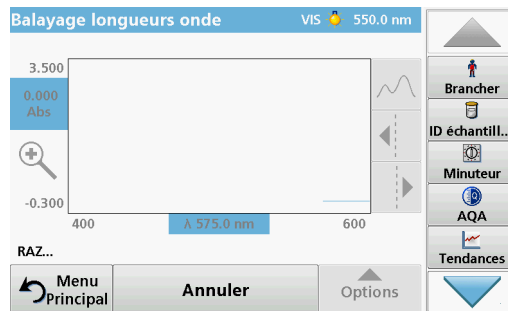 Balayage longueurs onde VIS 550.0 nm
3.500
0.000
Abs
-0.300
400 λ 575.0 nm 600
RAZ...
Menu
Principal
Annuler
Options
Brancher
ID échantill..
Minuteur
AQA
Tendances